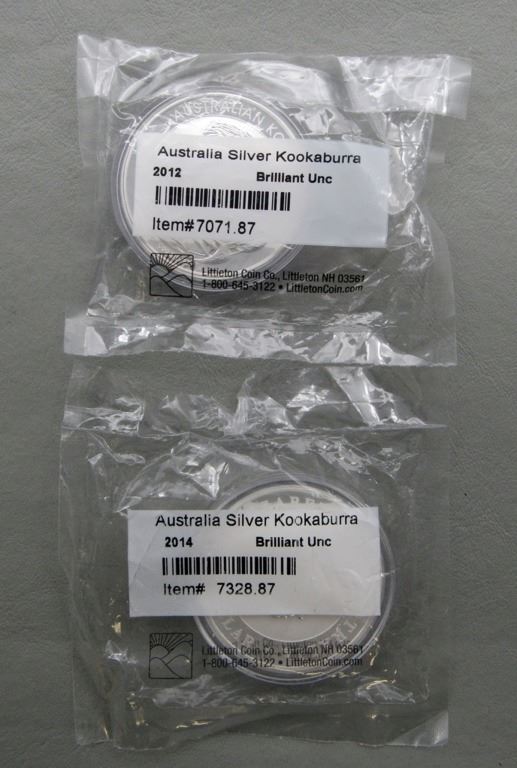 AUSTRALIAN KO
Australia Silver Kookaburra
2012 Brilliant Unc
Item#7071.87
Littleton Coin Co., Littleton NH 03561
1-800-645-3122 • LittletonCoin.com
Australia Silver Kookaburra
2014 Brilliant Unc
Item# 7328.87
Littleton Coin Co., Littleton NH 03561
1-800-645-3122 • LittletonCoin.com